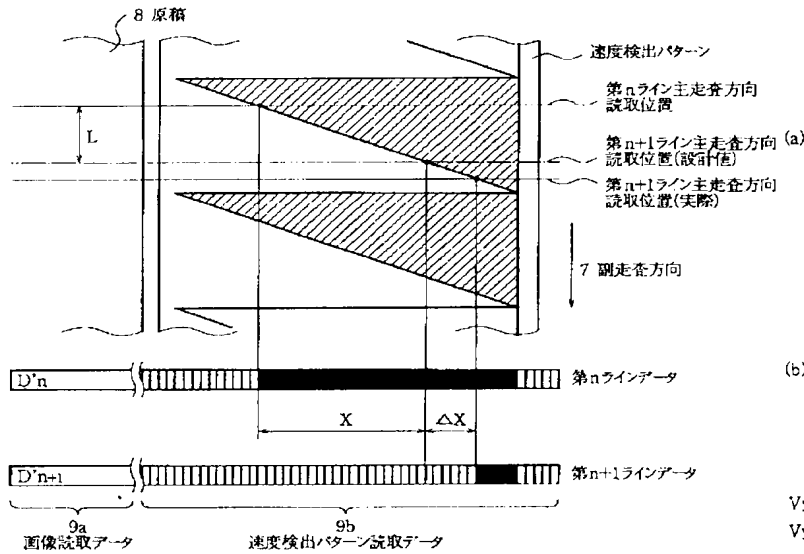 8 原稿
速度検出パターン
第nライン主走査方向
読取位置
L
第n+1ライン主走査方向
読取位置(設計値)
(a)
第n+1ライン主走査方向
読取位置(実際)
7 副走査方向
D'n
第nラインデータ
(b)
X
△X
D'n+1
第n+1ラインデータ
9a
画像読取データ
9b
速度検出パターン読取データ